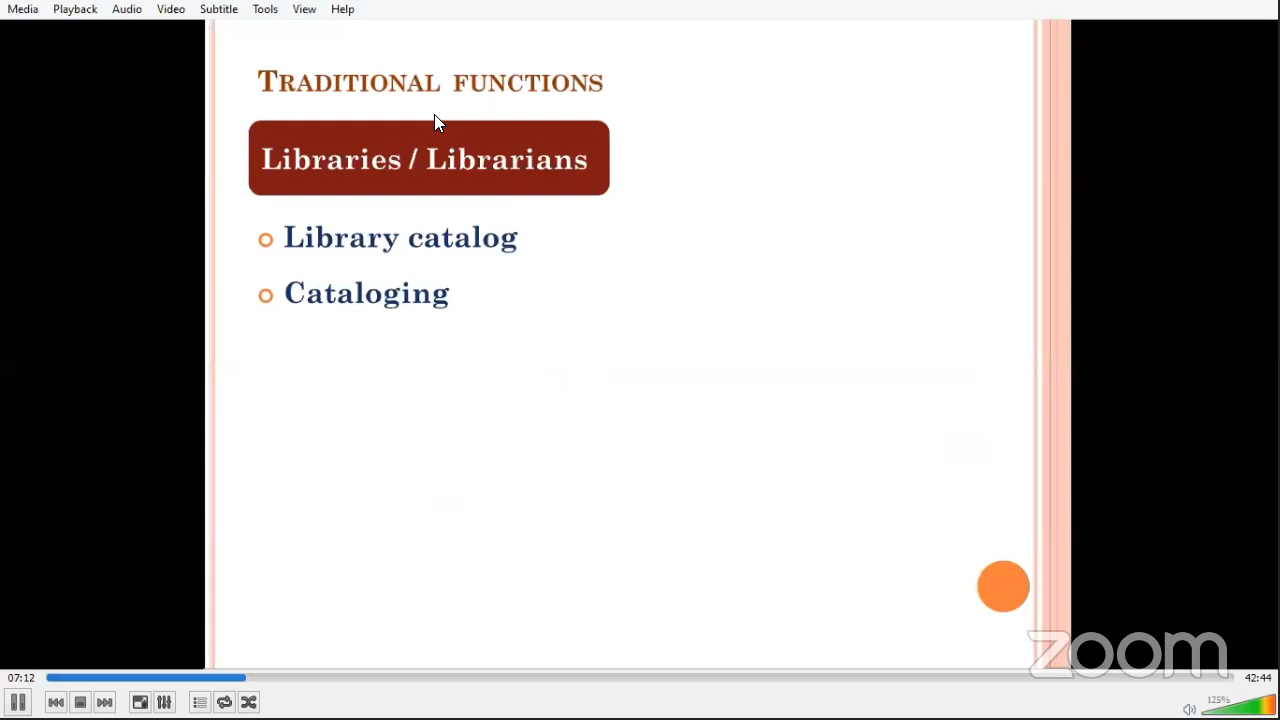 Media Playback Audio Video Subtitle Tools View Help
TRADITIONAL FUNCTIONS
Libraries / Librarians
Library catalog
Cataloging
zoom
07:12 42:44
125%